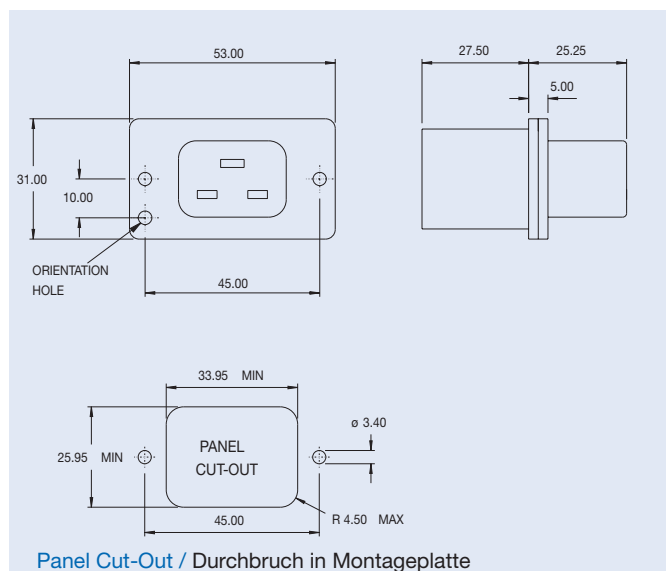 53.00
27.50
25.25
5.00
31.00
10.00
ORIENTATION
HOLE
45.00
33.95 MIN
ø 3.40
25.95 MIN
PANEL
CUT-OUT
R 4.50 MAX
45.00
Panel Cut-Out / Durchbruch in Montageplatte